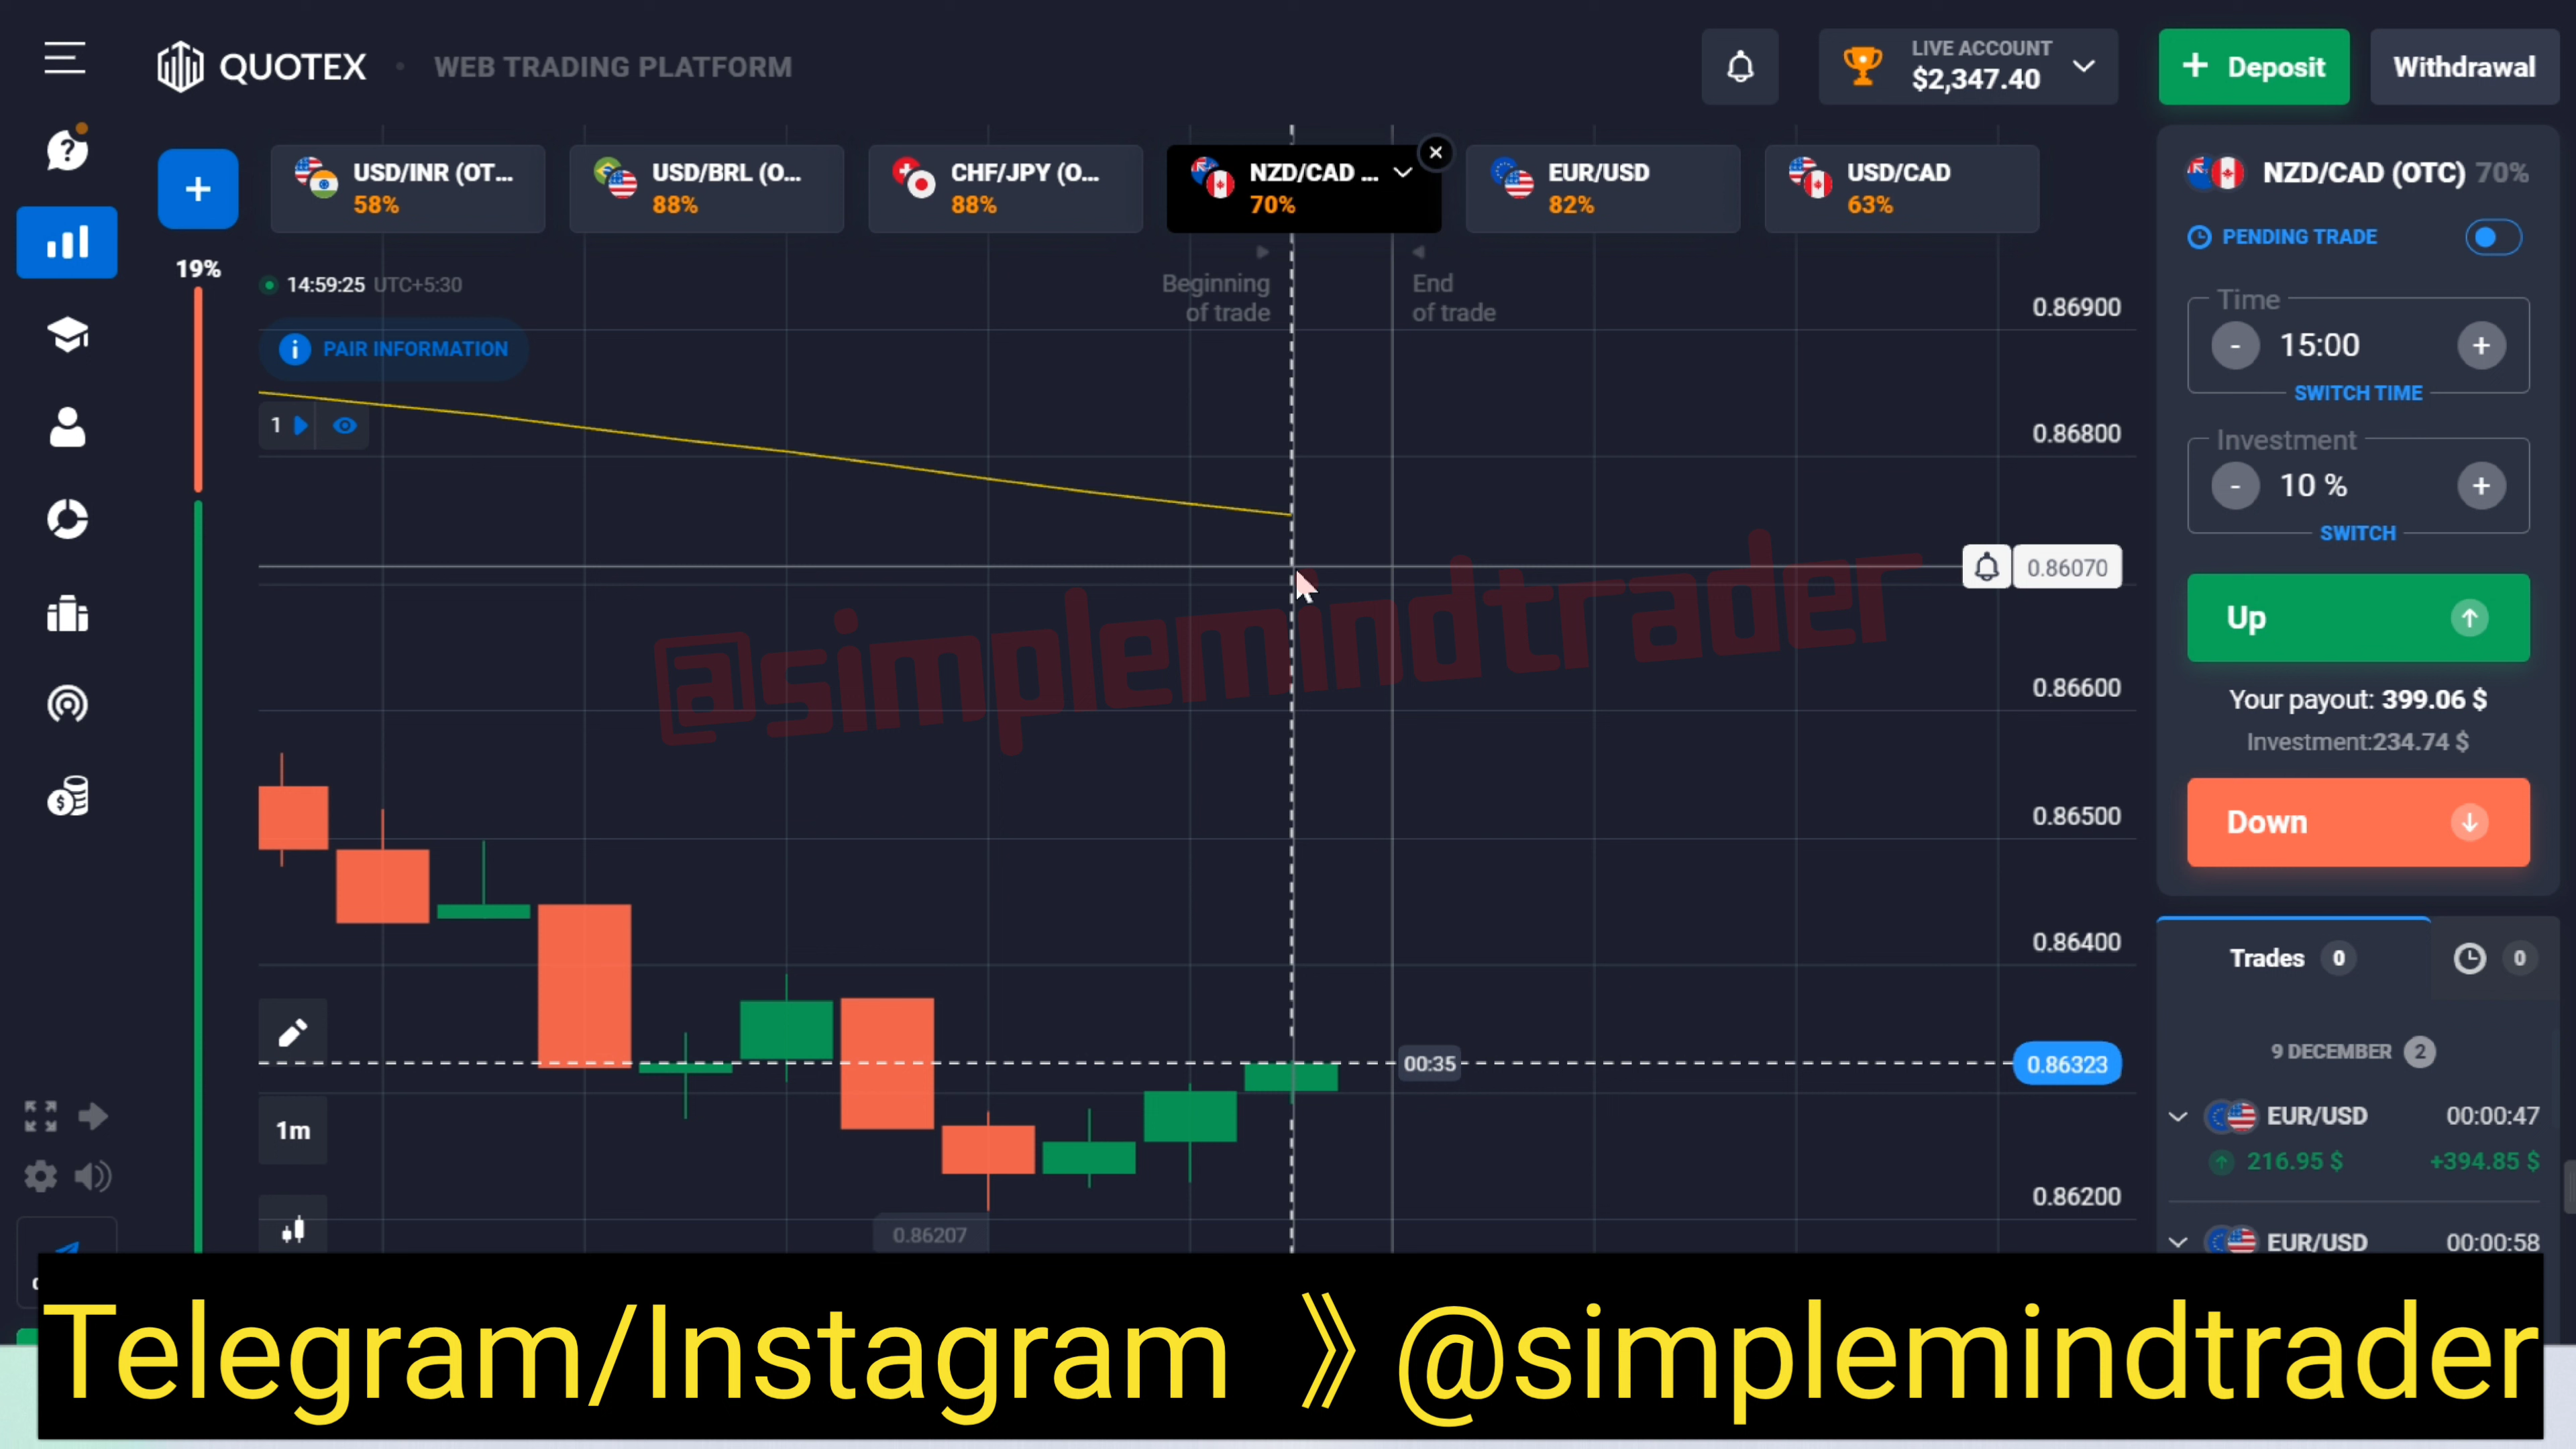 QUOTEX • WEB TRADING PLATFORM
LIVE ACCOUNT
$2,347.40
+ Deposit
Withdrawal
+
USD/INR (OT...
58%
USD/BRL (O...
88%
CHF/JPY (O...
88%
NZD/CAD ...
70%
EUR/USD
82%
USD/CAD
63%
19%
14:59:25 UTC+5:30
PAIR INFORMATION
1
Beginning
of trade
End
of trade
0.86900
0.86800
0.86070
0.86600
0.86500
0.86400
0.86323
0.86200
00:35
0.86207
1m
@simplemindtrader
NZD/CAD (OTC) 70%
PENDING TRADE
Time
- 15:00 +
SWITCH TIME
Investment
- 10 % +
SWITCH
Up
Your payout: 399.06 $
Investment:234.74 $
Down
Trades 0
0
9 DECEMBER 2
EUR/USD 00:00:47
216.95 $ +394.85 $
EUR/USD 00:00:58
Telegram/Instagram 》@simplemindtrader